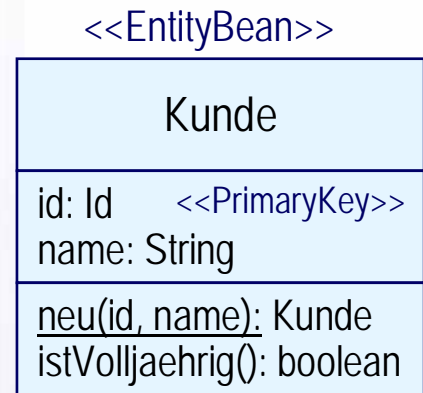 <<EntityBean>>
Kunde
id: Id <<PrimaryKey>>
name: String
neu(id, name): Kunde
istVolljaehrig(): boolean